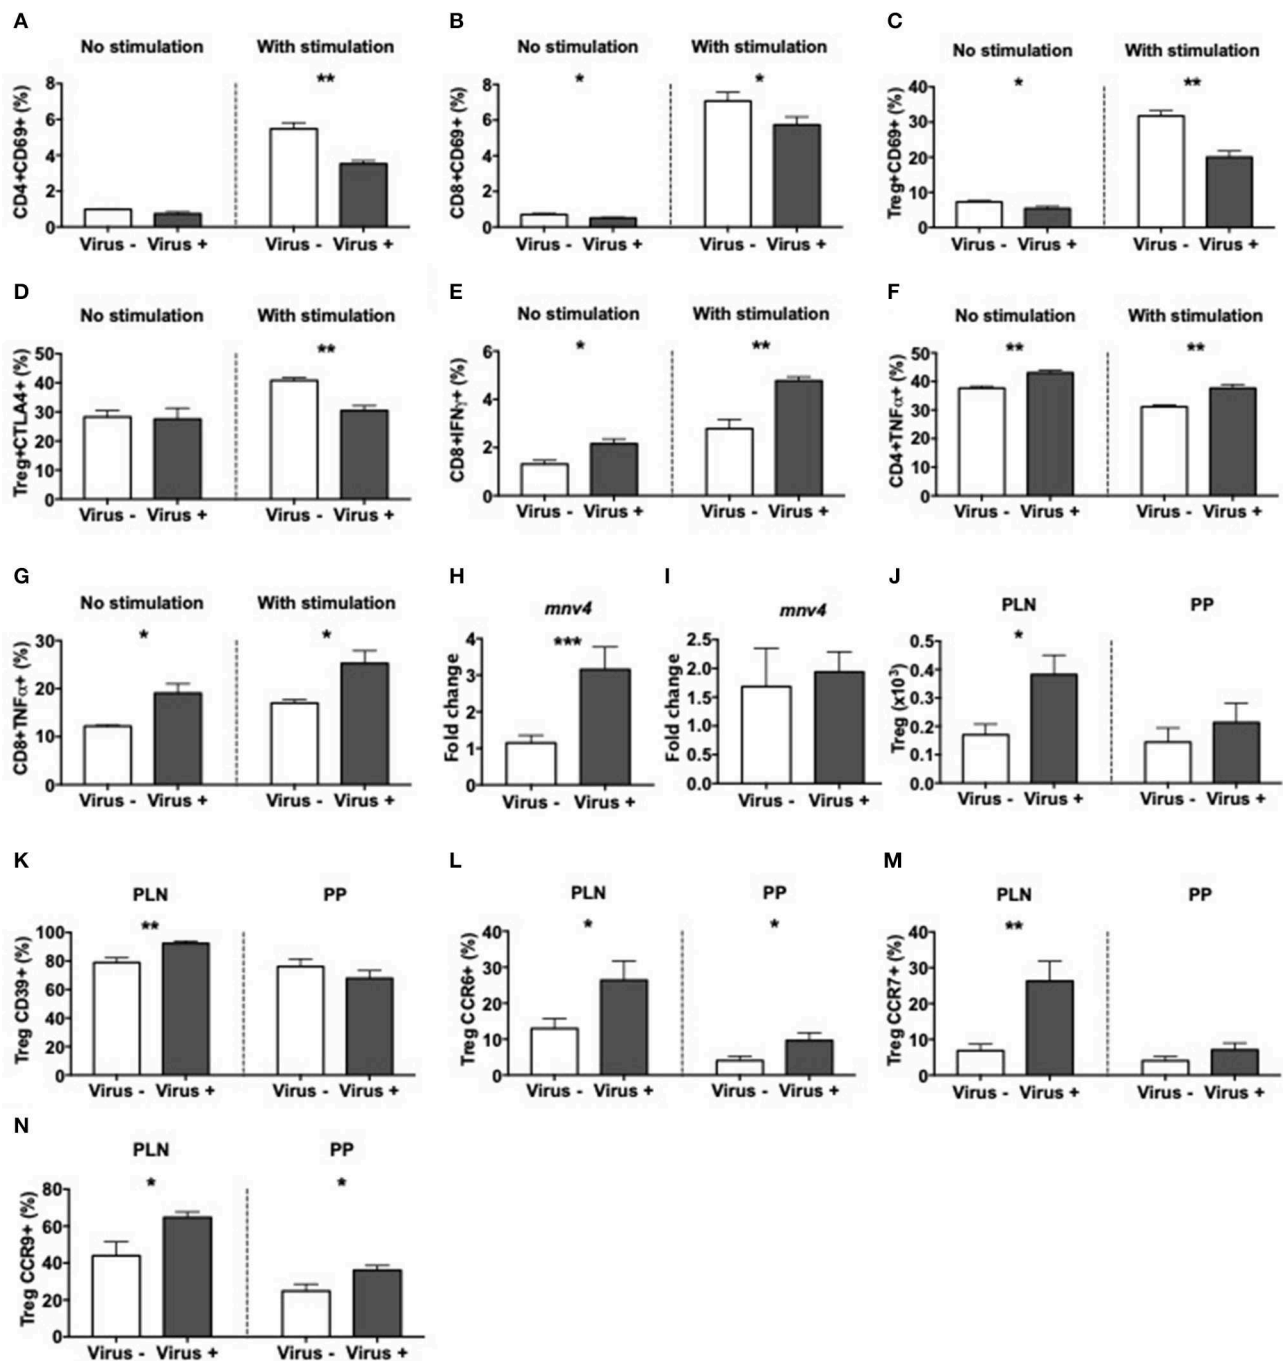 A
No stimulation With stimulation
**
CD4+CD69+ (%)
8
6
4
2
0
Virus - Virus + Virus - Virus +
B
No stimulation With stimulation
* *
CD8+CD69+ (%)
8
6
4
2
0
Virus - Virus + Virus - Virus +
C
No stimulation With stimulation
* **
Treg+CD69+ (%)
40
30
20
10
0
Virus - Virus + Virus - Virus +
D
No stimulation With stimulation
**
Treg+CTLA4+ (%)
50
40
30
20
10
0
Virus - Virus + Virus - Virus +
E
No stimulation With stimulation
* **
CD8+IFNγ+ (%)
6
4
2
0
Virus - Virus + Virus - Virus +
F
No stimulation With stimulation
** **
CD4+TNFα+ (%)
50
40
30
20
10
0
Virus - Virus + Virus - Virus +
G
No stimulation With stimulation
* *
CD8+TNFα+ (%)
30
20
10
0
Virus - Virus + Virus - Virus +
H
mnv4
***
Fold change
4
3
2
1
0
Virus - Virus +
I
mnv4
Fold change
2.5
2.0
1.5
1.0
0.5
0.0
Virus - Virus +
J
PLN PP
*
Treg (x10³)
0.5
0.4
0.3
0.2
0.1
0.0
Virus - Virus + Virus - Virus +
K
PLN PP
**
Treg CD39+ (%)
100
80
60
40
20
0
Virus - Virus + Virus - Virus +
L
PLN PP
* *
Treg CCR6+ (%)
40
30
20
10
0
Virus - Virus + Virus - Virus +
M
PLN PP
**
Treg CCR7+ (%)
40
30
20
10
0
Virus - Virus + Virus - Virus +
N
PLN PP
* *
Treg CCR9+ (%)
80
60
40
20
0
Virus - Virus + Virus - Virus +